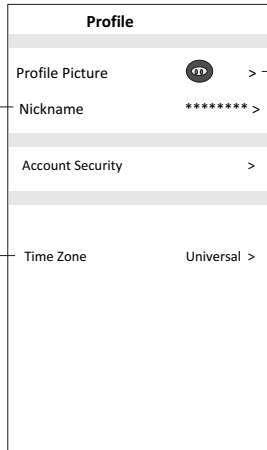 Profile
Profile Picture >
Nickname ******** >
Account Security >
Time Zone Universal >